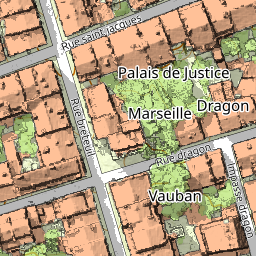 Rue saint Jacques
Palais de Justice
Marseille
Dragon
Rue breteuil
Rue dragon
Impasse dragon
Vauban